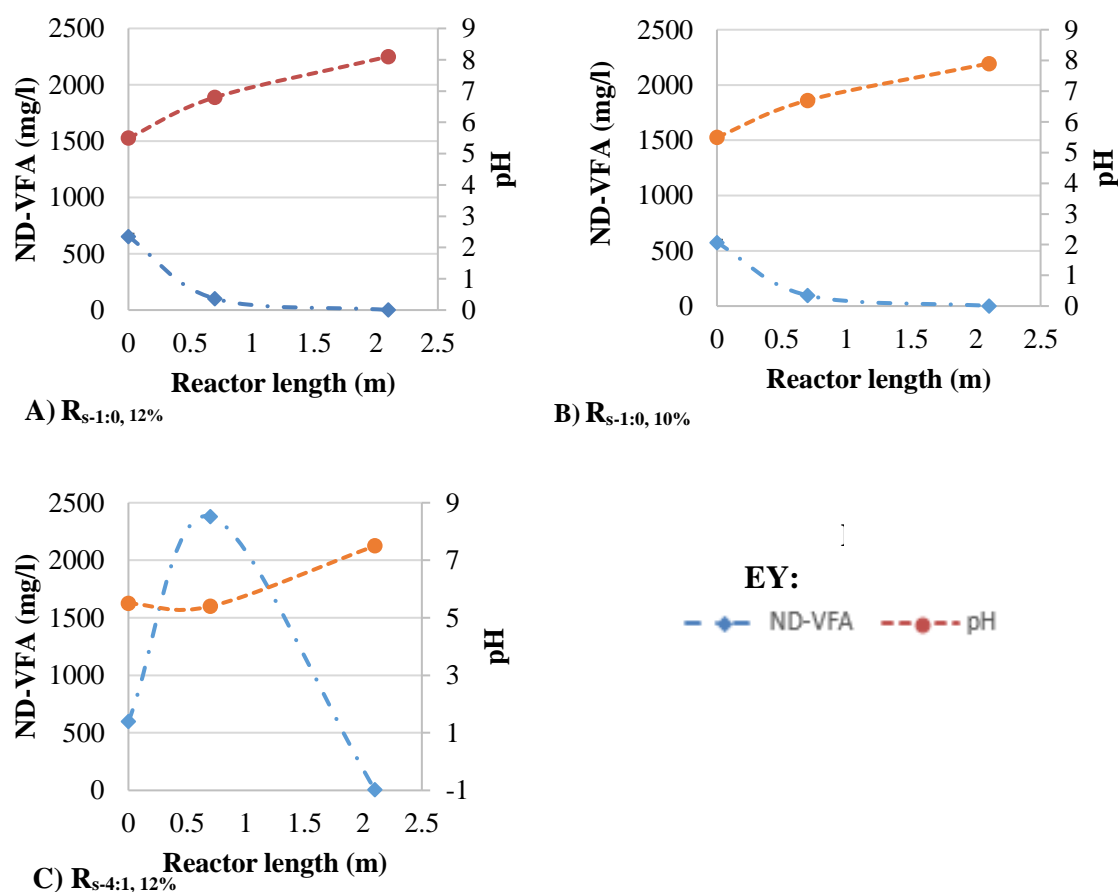 2500
2000
1500
1000
500
0
ND-VFA (mg/l)
9
8
7
6
5
4
3
2
1
0
pH
0 0.5 1 1.5 2 2.5
Reactor length (m)
A) Rs-1:0, 12%
2500
2000
1500
1000
500
0
ND-VFA (mg/l)
9
8
7
6
5
4
3
2
1
0
pH
0 0.5 1 1.5 2 2.5
Reactor length (m)
B) Rs-1:0, 10%
2500
2000
1500
1000
500
0
ND-VFA (mg/l)
9
7
5
3
1
-1
pH
0 0.5 1 1.5 2 2.5
Reactor length (m)
C) Rs-4:1, 12%
EY:
ND-VFA pH